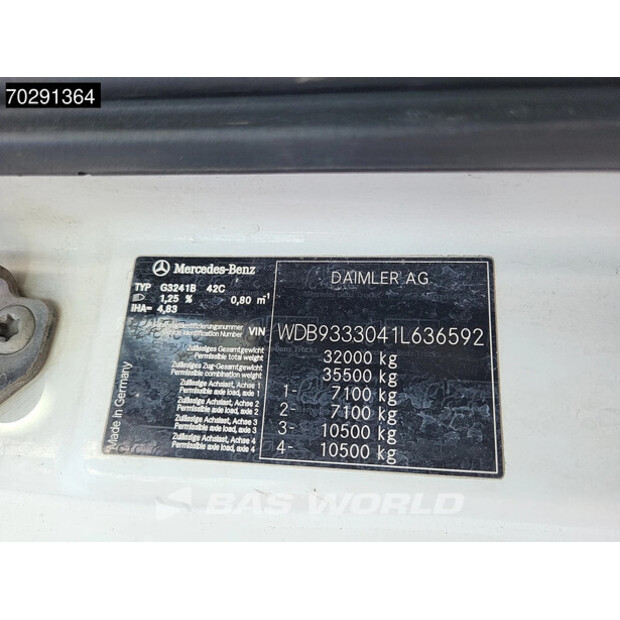 70291364
Mercedes-Benz
DAIMLER AG
TYP G3241B 42C
1,25 % 0,80 m⁻¹
IHA= 4,83
Fahrzeugidentifizierungsnummer
Vehicle Identification Number VIN WDB9333041L636592
Zulässiges Gesamtgewicht
Permissible total weight 32000 kg
Zulässiges Zug-Gesamtgewicht
Permissible combination weight 35500 kg
Zulässige Achslast, Achse 1
Permissible axle load, axle 1 1- 7100 kg
Zulässige Achslast, Achse 2
Permissible axle load, axle 2 2- 7100 kg
Zulässige Achslast, Achse 3
Permissible axle load, axle 3 3- 10500 kg
Zulässige Achslast, Achse 4
Permissible axle load, axle 4 4- 10500 kg
Made in Germany
BAS WORLD